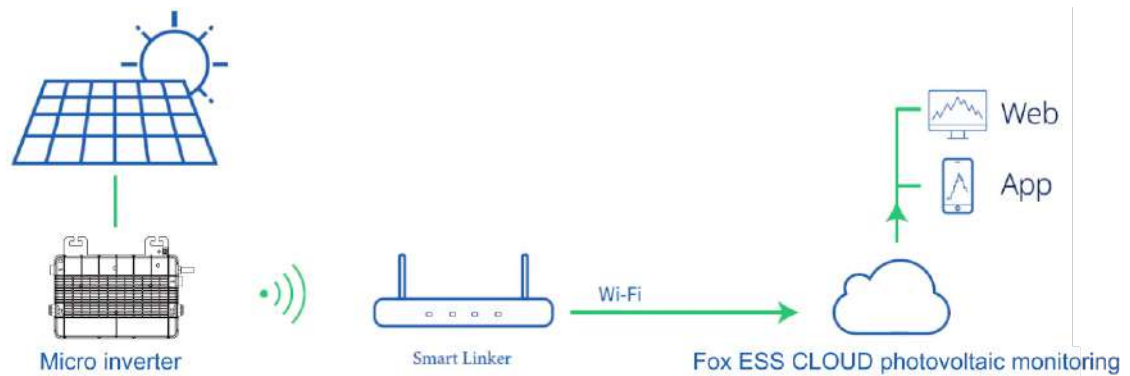 Web
App
Wi-Fi
Micro inverter
Smart Linker
Fox ESS CLOUD photovoltaic monitoring